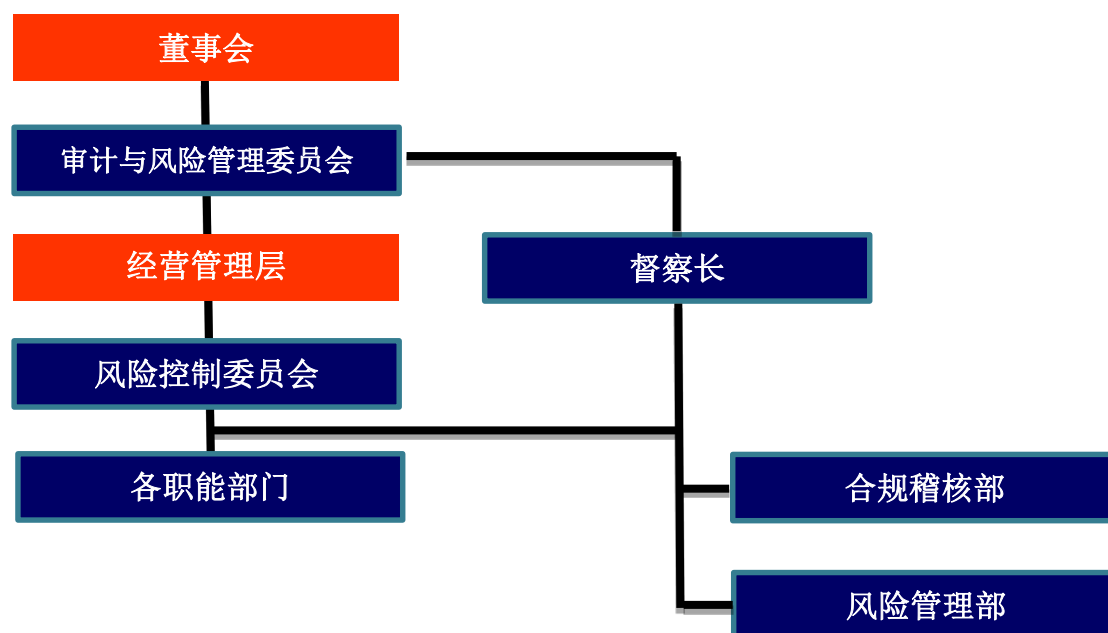 董事会
审计与风险管理委员会
经营管理层
督察长
风险控制委员会
各职能部门
合规稽核部
风险管理部